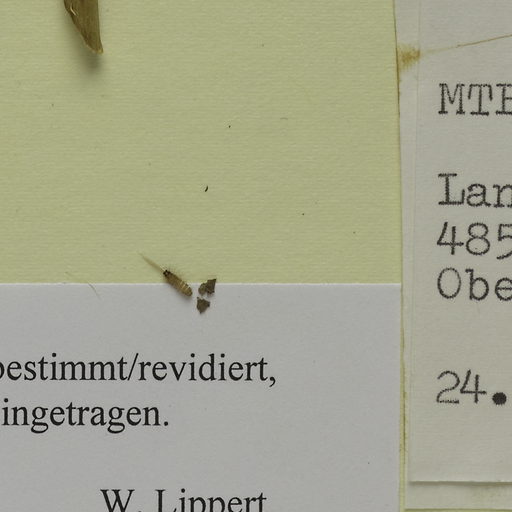 bestimmt/revidiert,
ingetragen.
W. Lippert
MTB
Lan
485
Obe
24.